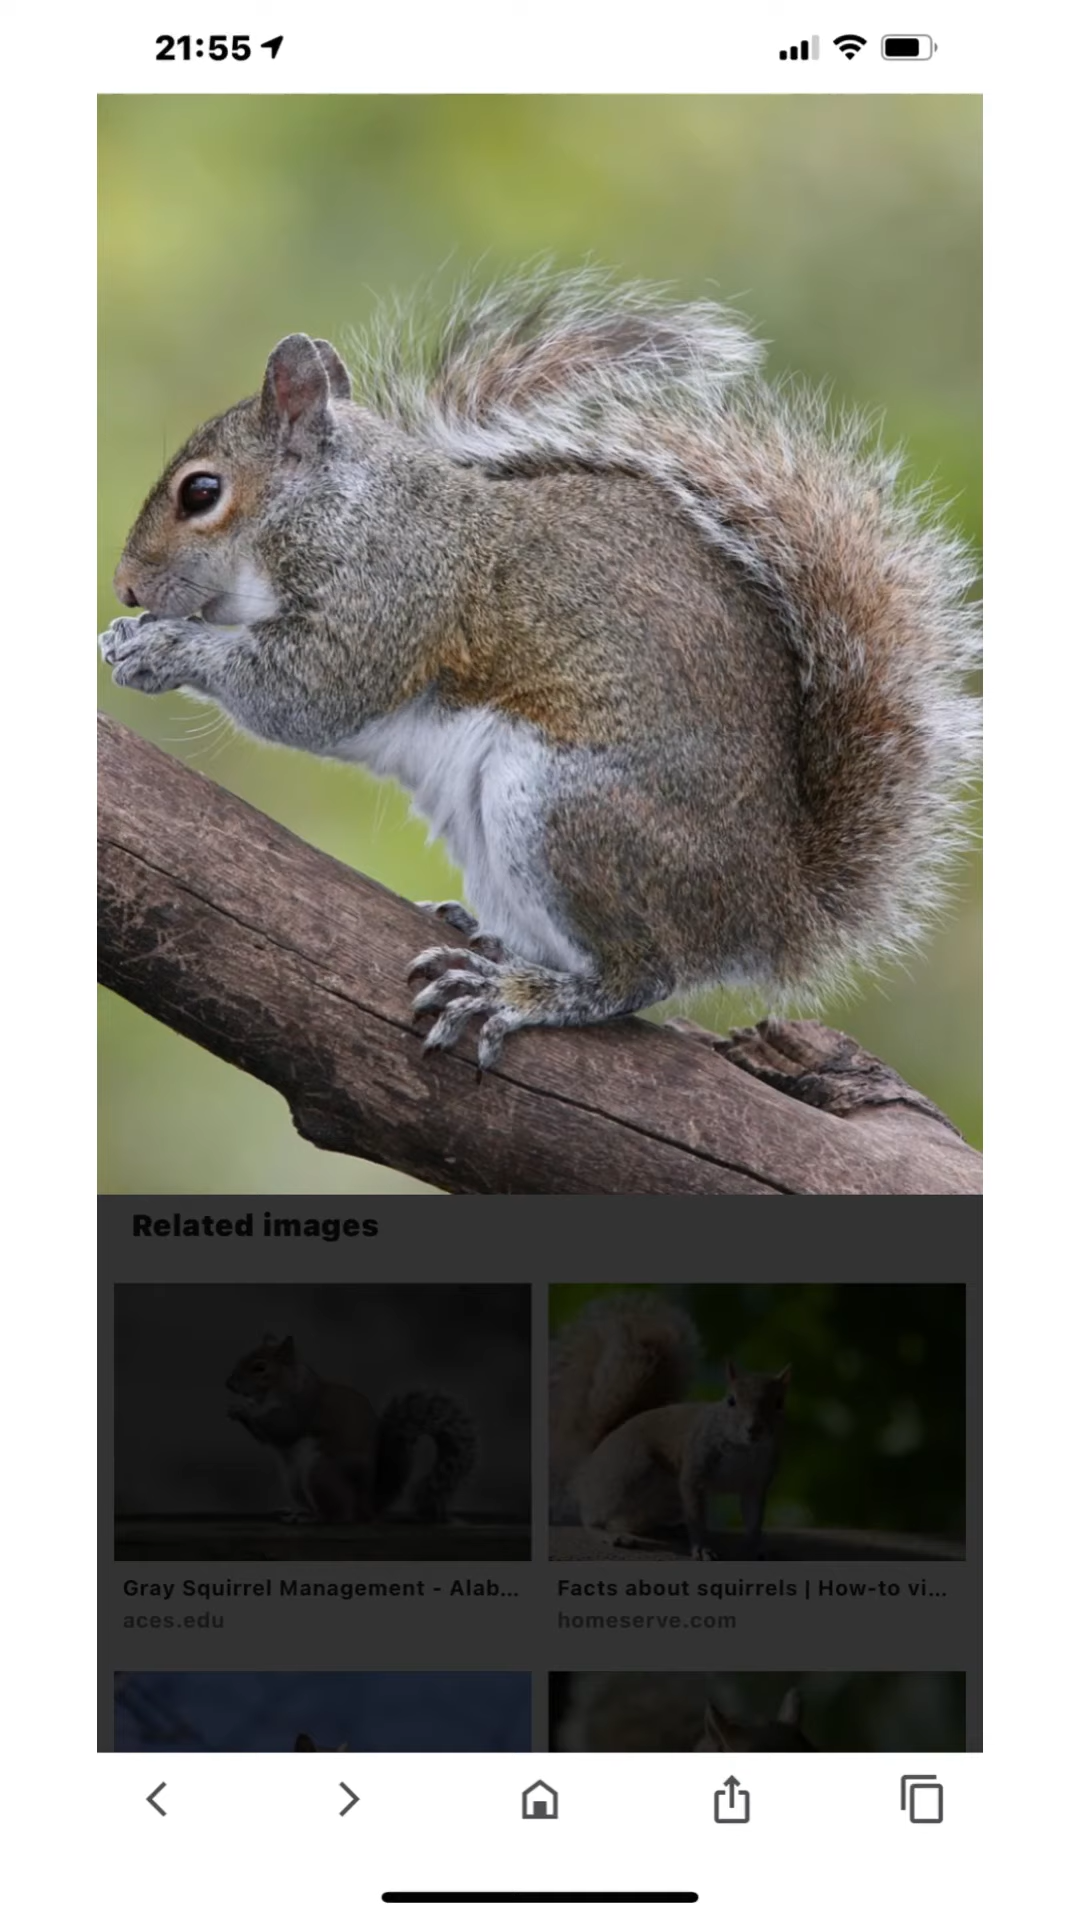 21:55
Related images
Gray Squirrel Management - Alab...
aces.edu
Facts about squirrels | How-to vi...
homeserve.com